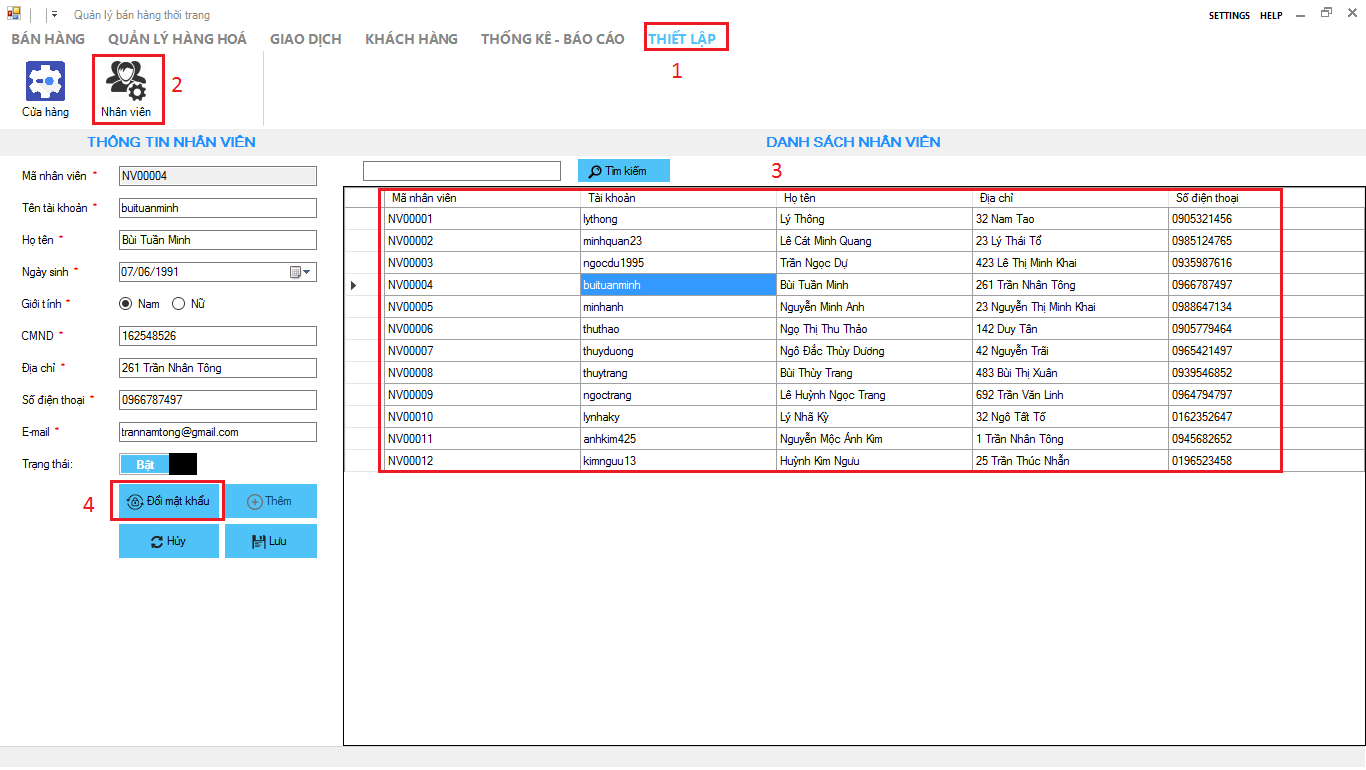 Quản lý bán hàng thời trang
SETTINGS HELP
BÁN HÀNG QUẢN LÝ HÀNG HOÁ GIAO DỊCH KHÁCH HÀNG THỐNG KÊ - BÁO CÁO THIẾT LẬP
1
2
Cửa hàng Nhân viên
THÔNG TIN NHÂN VIÊN DANH SÁCH NHÂN VIÊN
Mã nhân viên * NV00004
Tên tài khoản * buituanminh
Họ tên * Bùi Tuấn Minh
Ngày sinh * 07/06/1991
Giới tính * Nam Nữ
CMND * 162548526
Địa chỉ * 261 Trần Nhân Tông
Số điện thoại * 0966787497
E-mail * trannamtong@gmail.com
Trạng thái: Bật
4 Đổi mật khẩu Thêm
Hủy Lưu
Tìm kiếm 3
Mã nhân viên Tài khoản Họ tên Địa chỉ Số điện thoại
NV00001 lythong Lý Thông 32 Nam Tao 0905321456
NV00002 minhquan23 Lê Cát Minh Quang 23 Lý Thái Tổ 0985124765
NV00003 ngocdu1995 Trần Ngọc Dự 423 Lê Thị Minh Khai 0935987616
NV00004 buituanminh Bùi Tuấn Minh 261 Trần Nhân Tông 0966787497
NV00005 minhanh Nguyễn Minh Anh 23 Nguyễn Thị Minh Khai 0988647134
NV00006 thuthao Ngọ Thị Thu Thảo 142 Duy Tân 0905779464
NV00007 thuyduong Ngô Đắc Thùy Dương 42 Nguyễn Trãi 0965421497
NV00008 thuytrang Bùi Thùy Trang 483 Bùi Thị Xuân 0939546852
NV00009 ngoctrang Lê Huỳnh Ngọc Trang 692 Trần Văn Linh 0964794797
NV00010 lynhaky Lý Nhã Kỳ 32 Ngô Tất Tố 0162352647
NV00011 anhkim425 Nguyễn Mộc Ánh Kim 1 Trần Nhân Tông 0945682652
NV00012 kimnguu13 Huỳnh Kim Ngưu 25 Trần Thúc Nhẫn 0196523458